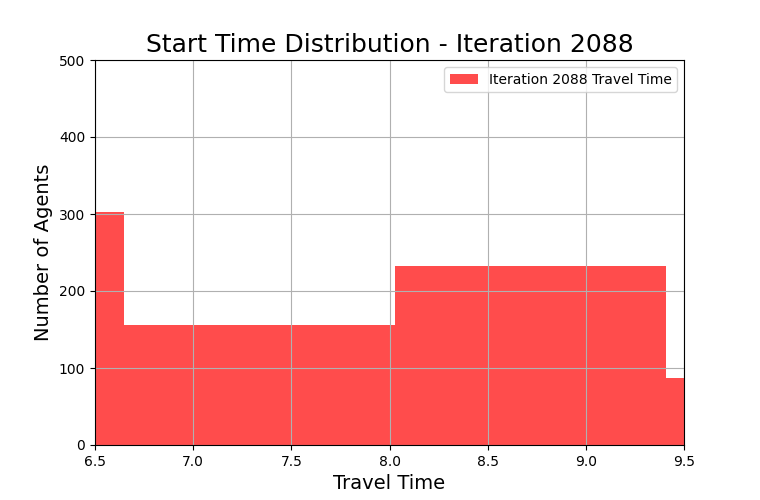 Start Time Distribution - Iteration 2088
500
400
300
200
100
0
Number of Agents
Iteration 2088 Travel Time
6.5 7.0 7.5 8.0 8.5 9.0 9.5
Travel Time